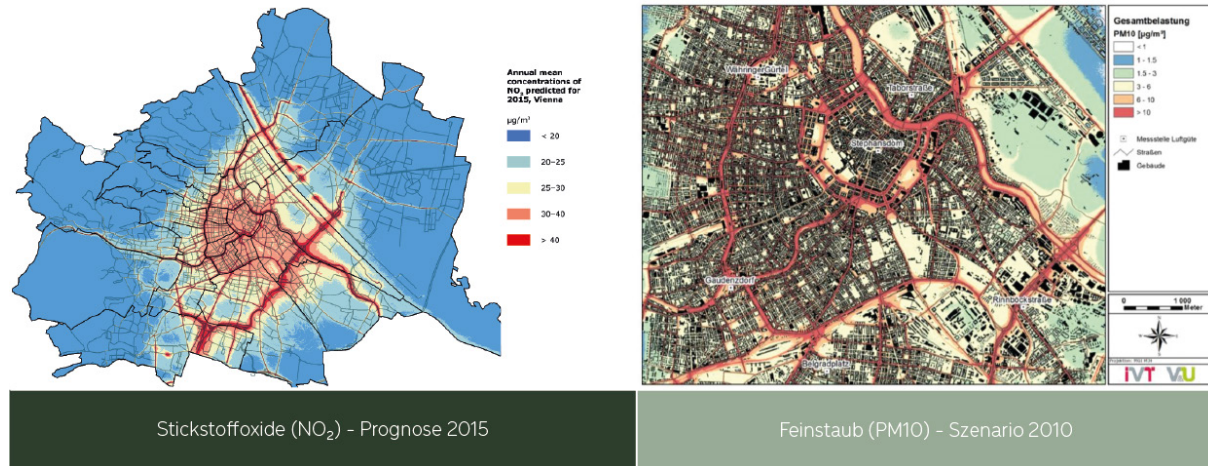 Annual mean
concentrations of
NO₂ predicted for
2015, Vienna
µg/m³
< 20
20–25
25–30
30–40
> 40
Währinger Gürtel
Taborstraße
Stephansdom
Gaudenzdorf
Rinnböckstraße
Belgradplatz
Gesamtbelastung
PM10 [µg/m³]
< 1
1 - 1.5
1.5 - 3
3 - 6
6 - 10
> 10
Messstelle Luftgüte
Straßen
Gebäude
0 1 000
Meter
iVT
Stickstoffoxide (NO₂) - Prognose 2015
Feinstaub (PM10) - Szenario 2010